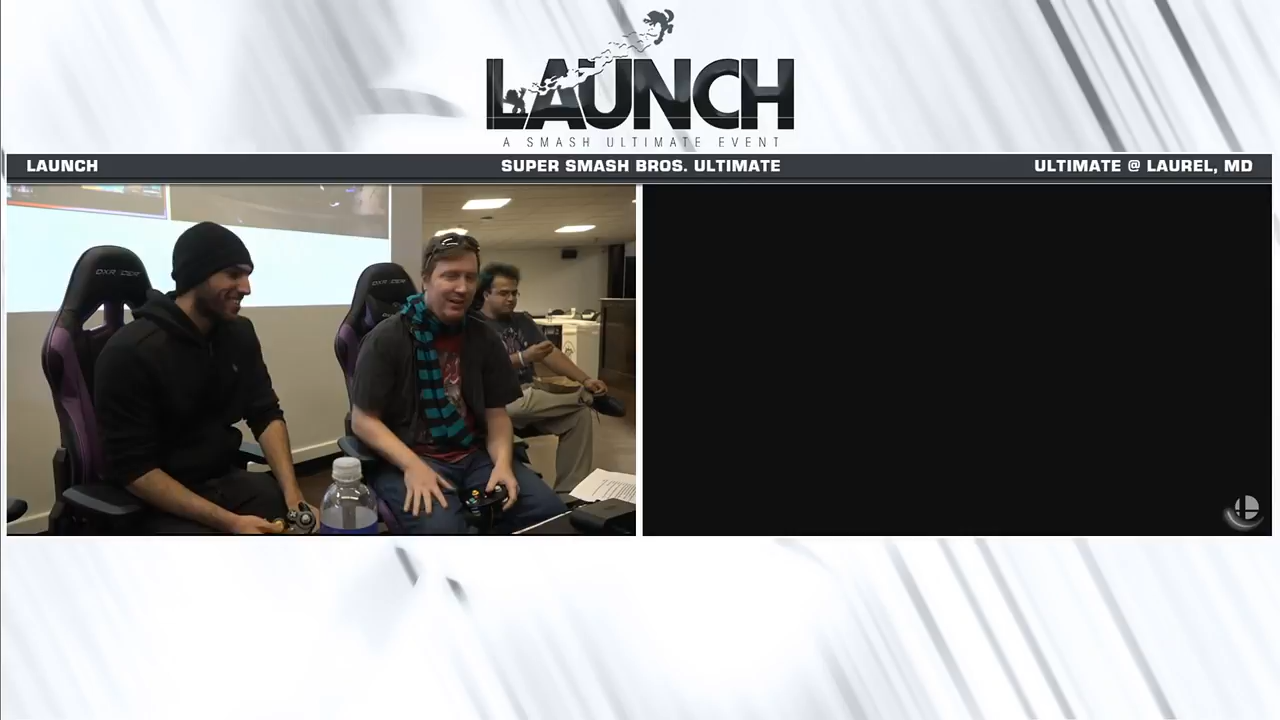 LAUNCH
A SMASH ULTIMATE EVENT
LAUNCH
SUPER SMASH BROS. ULTIMATE
ULTIMATE @ LAUREL, MD